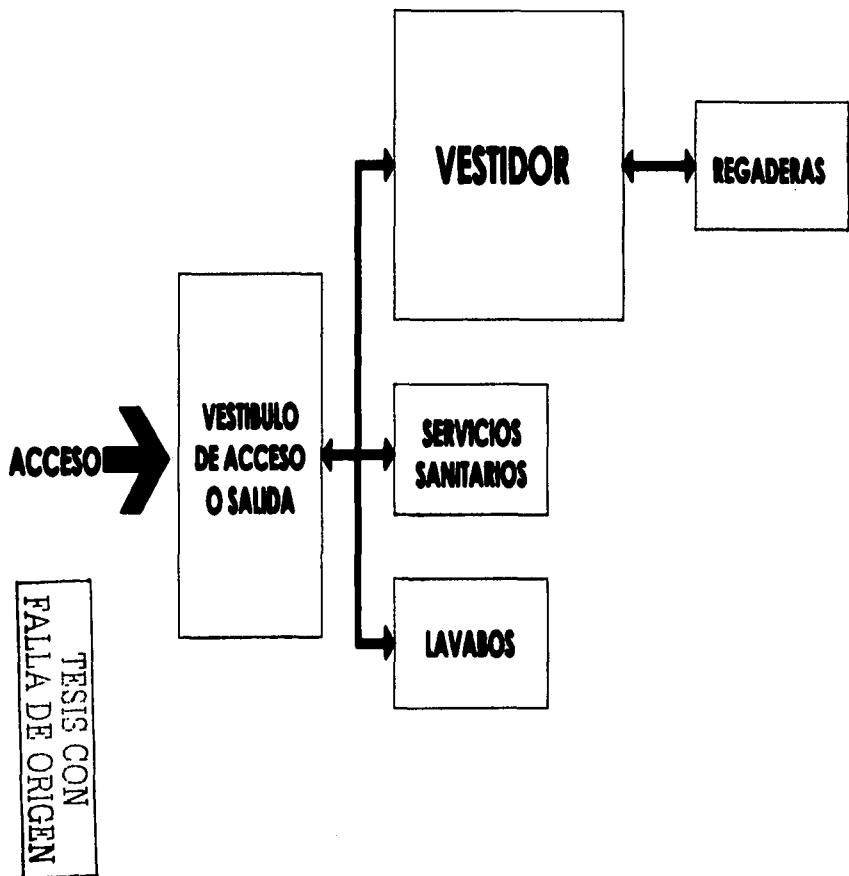 VESTIDOR
REGADERAS
VESTIBULO
DE ACCESO
O SALIDA
ACCESO
SERVICIOS
SANITARIOS
LAVABOS
TESIS CON
FALLA DE ORIGEN